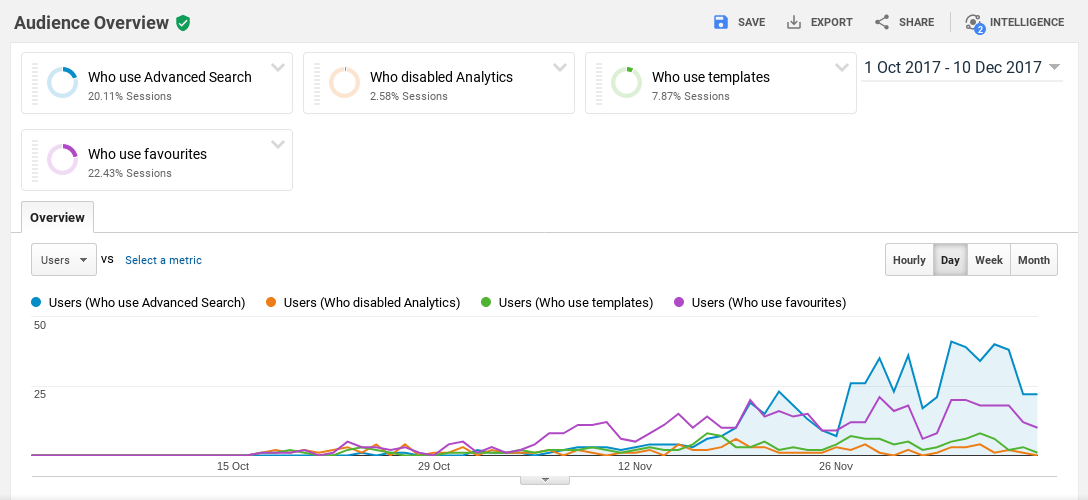 Audience Overview
SAVE
EXPORT
SHARE
2
INTELLIGENCE
Who use Advanced Search
20.11% Sessions
Who disabled Analytics
2.58% Sessions
Who use templates
7.87% Sessions
1 Oct 2017 - 10 Dec 2017
Who use favourites
22.43% Sessions
Overview
Users
vs
Select a metric
Hourly
Day
Week
Month
Users (Who use Advanced Search)
Users (Who disabled Analytics)
Users (Who use templates)
Users (Who use favourites)
50
25
15 Oct
29 Oct
12 Nov
26 Nov